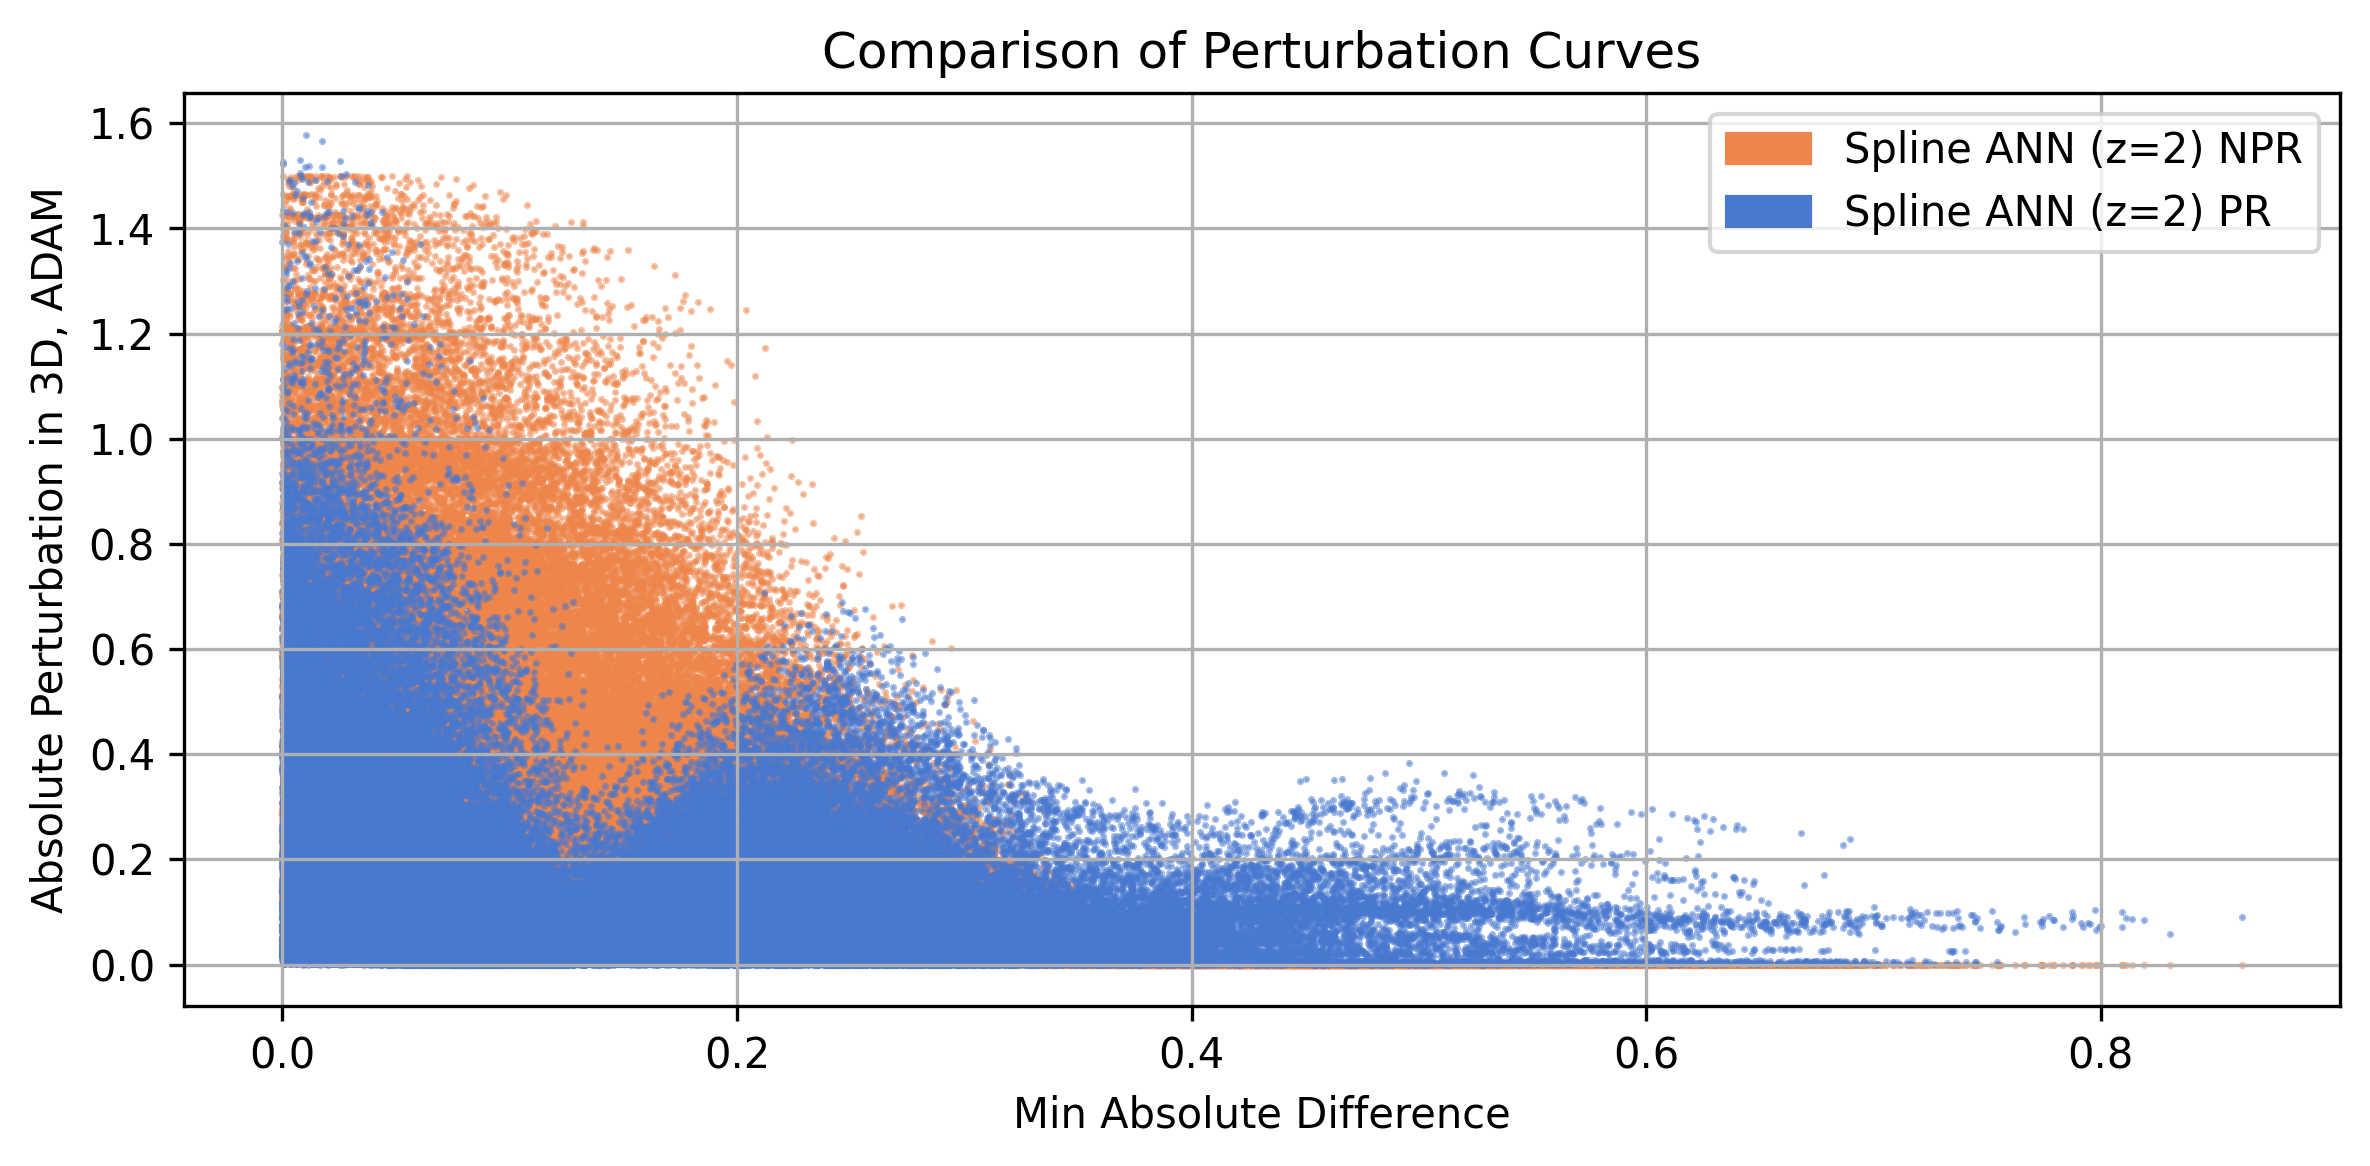 Comparison of Perturbation Curves
Absolute Perturbation in 3D, ADAM
1.6
1.4
1.2
1.0
0.8
0.6
0.4
0.2
0.0
Spline ANN (z=2) NPR
Spline ANN (z=2) PR
0.0 0.2 0.4 0.6 0.8
Min Absolute Difference